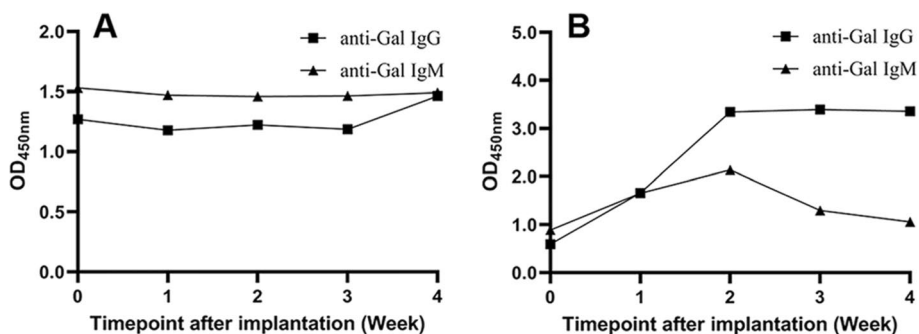 A
anti-Gal IgG
anti-Gal IgM
2.0
1.5
1.0
0.5
0.0
OD450nm
0 1 2 3 4
Timepoint after implantation (Week)
B
anti-Gal IgG
anti-Gal IgM
5.0
4.0
3.0
2.0
1.0
0.0
OD450nm
0 1 2 3 4
Timepoint after implantation (Week)